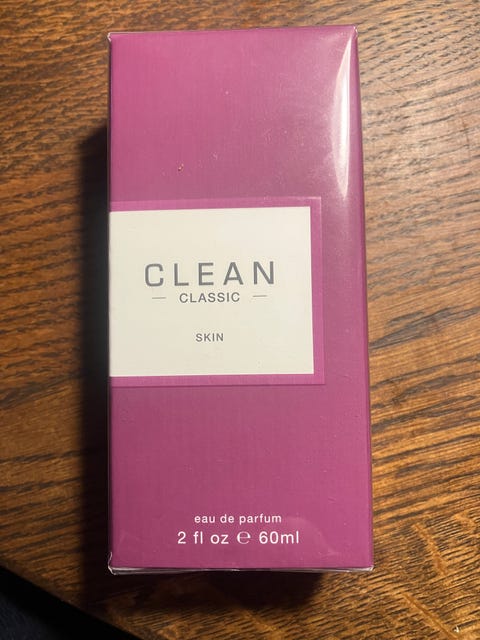 CLEAN
— CLASSIC —
SKIN
eau de parfum
2 fl oz ℮ 60ml